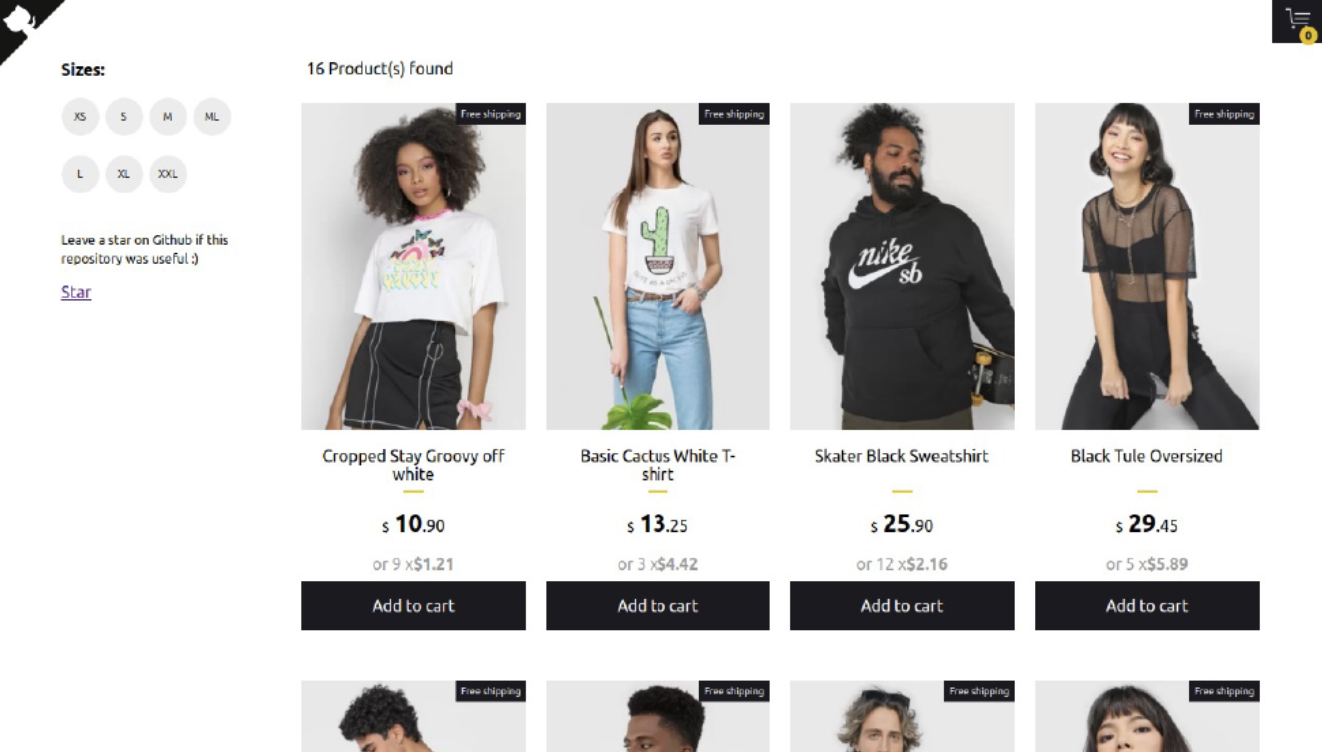 0
Sizes:
XS
S
M
ML
L
XL
XXL
Leave a star on Github if this
repository was useful :)
Star
16 Product(s) found
Free shipping
Free shipping
Free shipping
nike
sb
Cropped Stay Groovy off
white
$ 10.90
or 9 x$1.21
Add to cart
Basic Cactus White T-
shirt
$ 13.25
or 3 x$4.42
Add to cart
Skater Black Sweatshirt
$ 25.90
or 12 x$2.16
Add to cart
Black Tule Oversized
$ 29.45
or 5 x$5.89
Add to cart
Free shipping
Free shipping
Free shipping
Free shipping